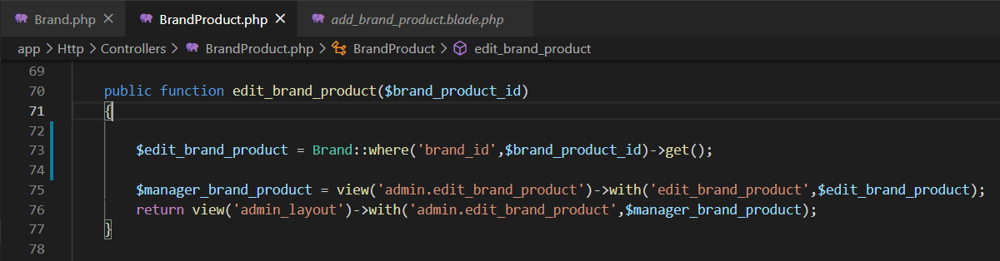 Brand.php BrandProduct.php add_brand_product.blade.php
app > Http > Controllers > BrandProduct.php > BrandProduct > edit_brand_product
69
70 public function edit_brand_product($brand_product_id)
71 {
72
73 $edit_brand_product = Brand::where('brand_id',$brand_product_id)->get();
74
75 $manager_brand_product = view('admin.edit_brand_product')->with('edit_brand_product',$edit_brand_product);
76 return view('admin_layout')->with('admin.edit_brand_product',$manager_brand_product);
77 }
78